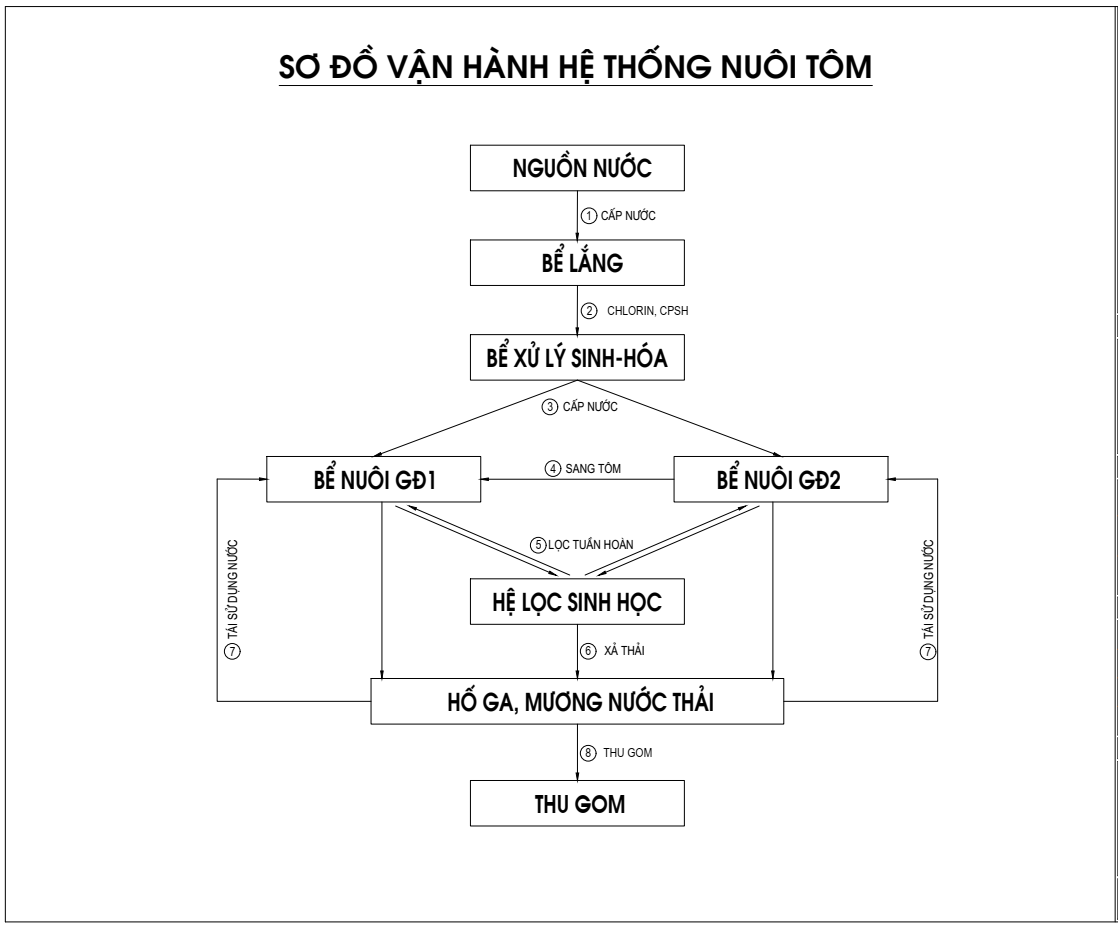 SƠ ĐỒ VẬN HÀNH HỆ THỐNG NUÔI TÔM
NGUỒN NƯỚC
1 CẤP NƯỚC
BỂ LẮNG
2 CHLORIN, CPSH
BỂ XỬ LÝ SINH-HÓA
3 CẤP NƯỚC
BỂ NUÔI GĐ1
4 SANG TÔM
BỂ NUÔI GĐ2
5 LỌC TUẦN HOÀN
7 TÁI SỬ DỤNG NƯỚC
7 TÁI SỬ DỤNG NƯỚC
HỆ LỌC SINH HỌC
6 XẢ THẢI
HỐ GA, MƯƠNG NƯỚC THẢI
8 THU GOM
THU GOM